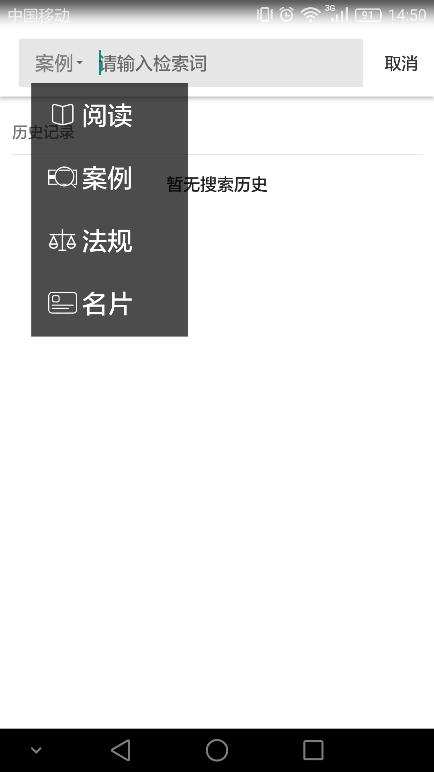 中国移动 3G 91 14:50
案例 请输入检索词 取消
历史记录
暂无搜索历史
阅读
案例
法规
名片